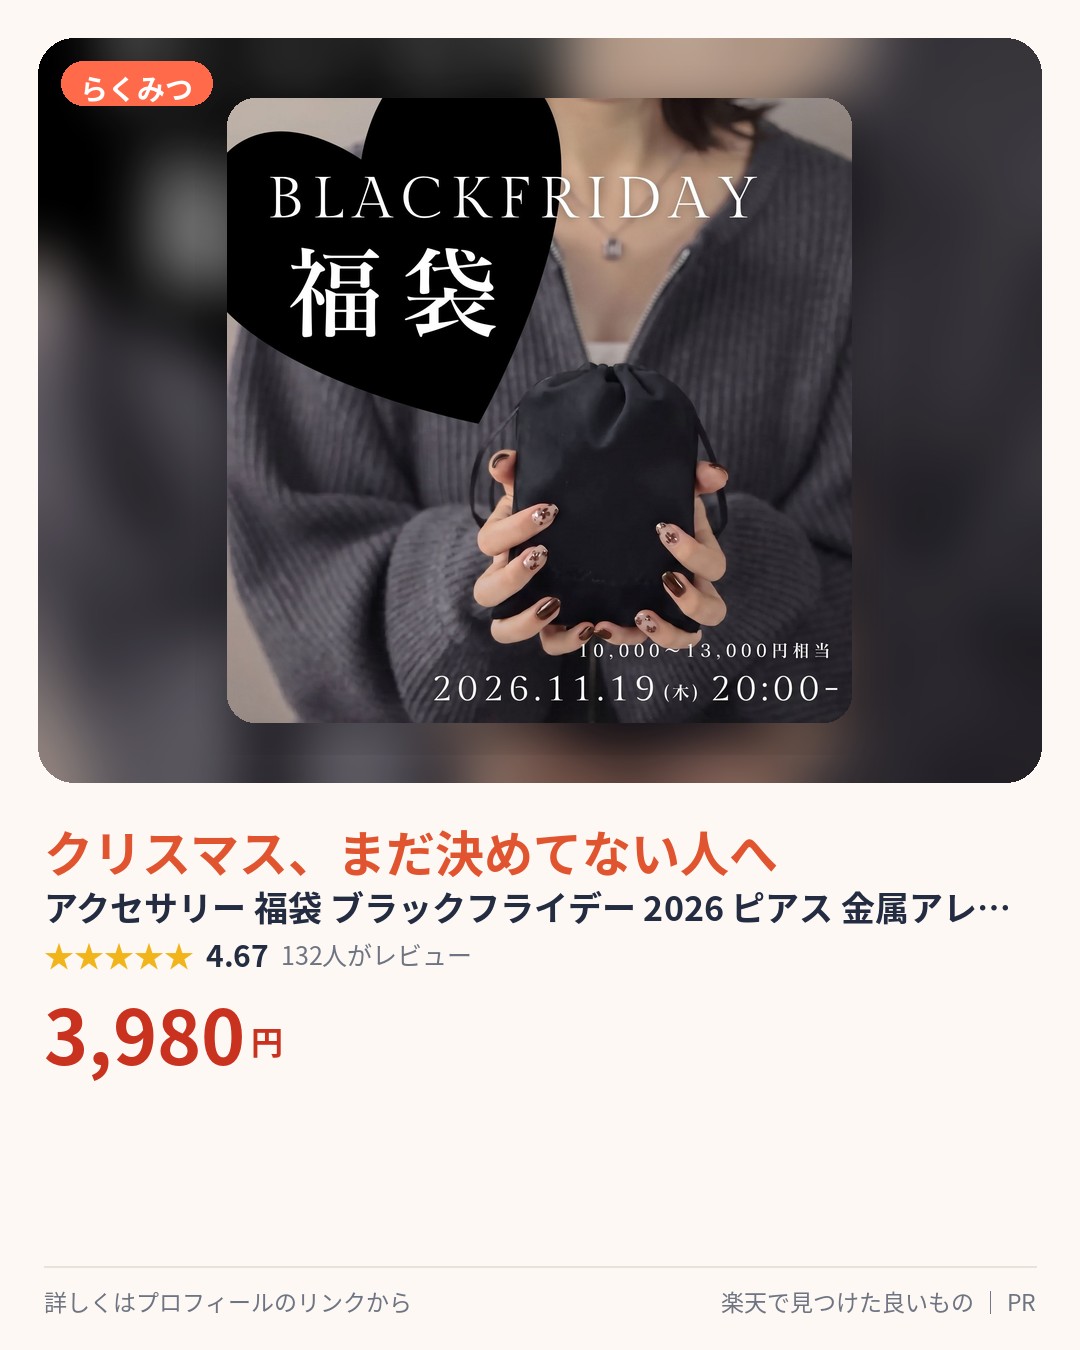 らくみつ
BLACKFRIDAY
福袋
10,000〜13,000円相当
2026.11.19(木) 20:00-
クリスマス、まだ決めてない人へ
アクセサリー 福袋 ブラックフライデー 2026 ピアス 金属アレ…
★★★★★ 4.67 132人がレビュー
3,980円
詳しくはプロフィールのリンクから
楽天で見つけた良いもの | PR